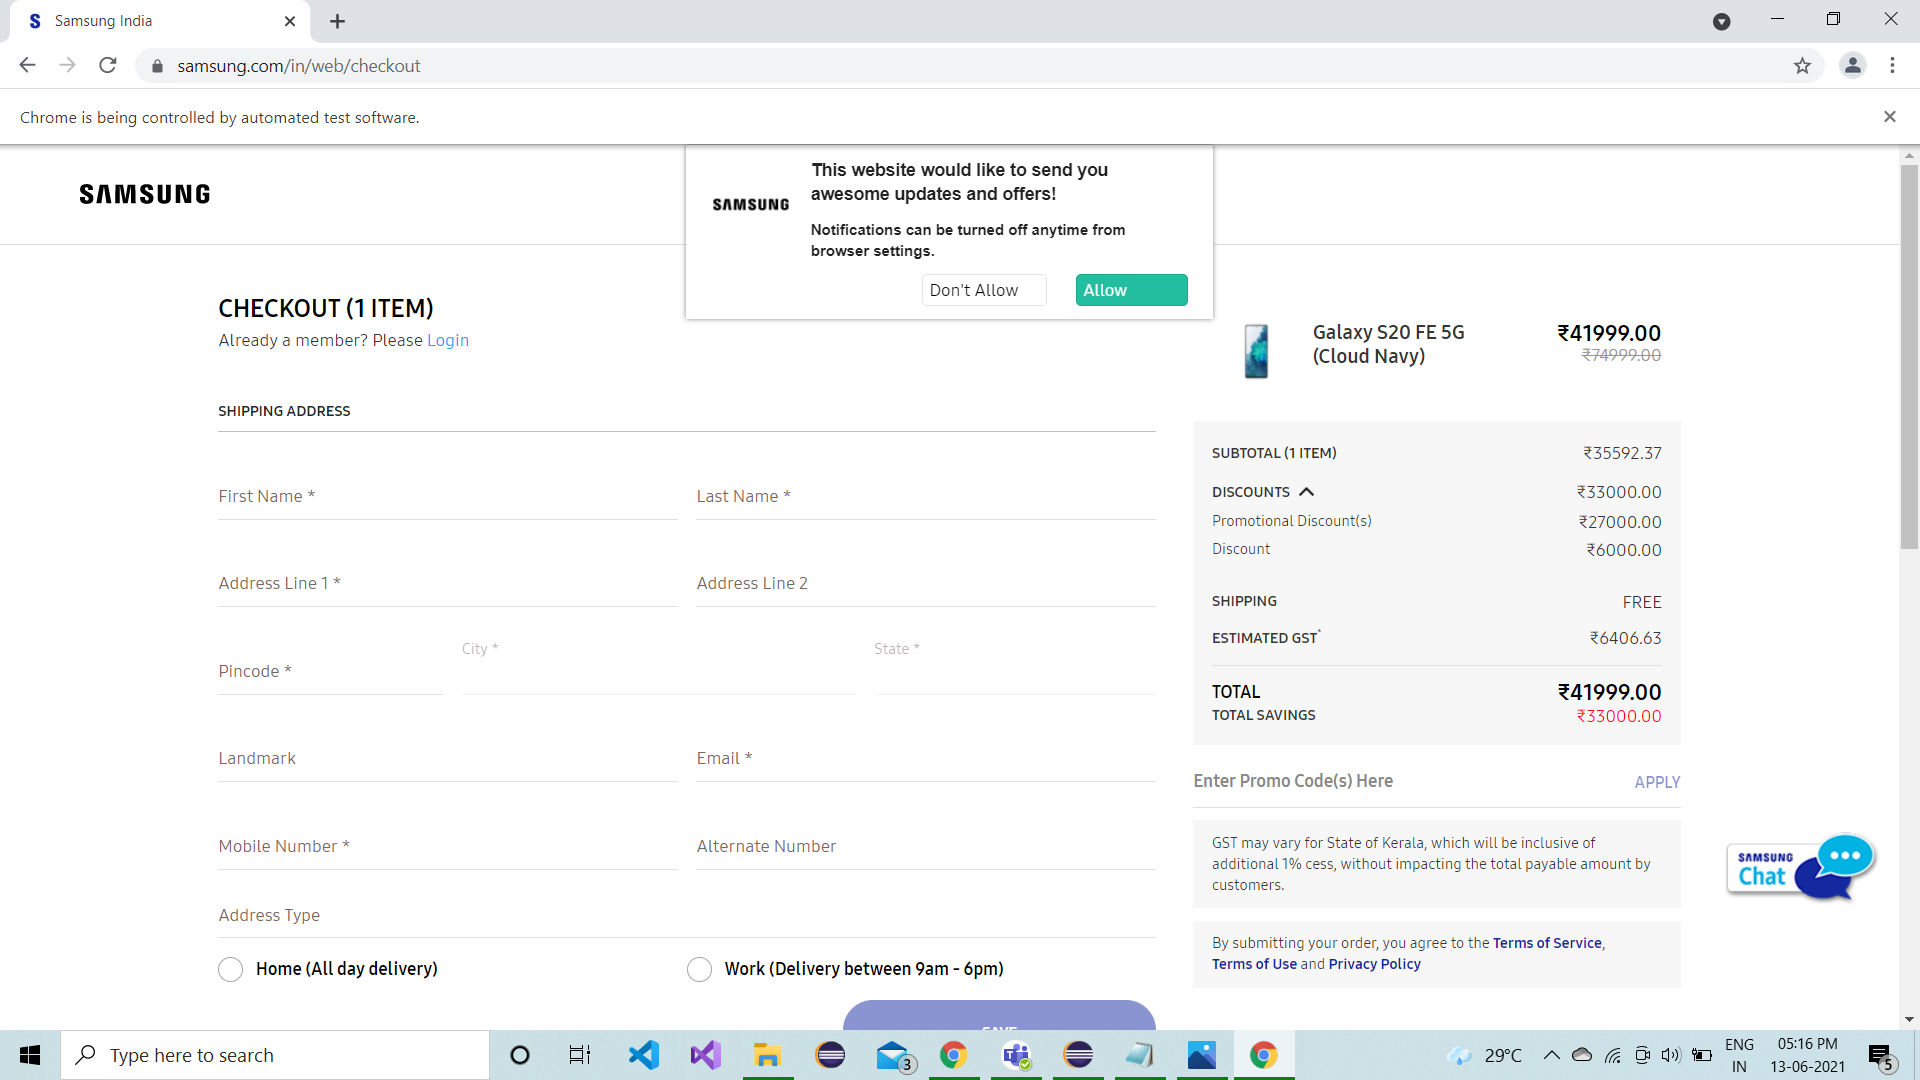 Samsung India
samsung.com/in/web/checkout
Chrome is being controlled by automated test software.
SAMSUNG
SAMSUNG
This website would like to send you
awesome updates and offers!
Notifications can be turned off anytime from
browser settings.
Don't Allow
Allow
CHECKOUT (1 ITEM)
Already a member? Please Login
SHIPPING ADDRESS
First Name *
Last Name *
Address Line 1 *
Address Line 2
Pincode *
City *
State *
Landmark
Email *
Mobile Number *
Alternate Number
Address Type
Home (All day delivery)
Work (Delivery between 9am - 6pm)
SAVE
Galaxy S20 FE 5G
(Cloud Navy)
₹41999.00
₹74999.00
SUBTOTAL (1 ITEM) ₹35592.37
DISCOUNTS ₹33000.00
Promotional Discount(s) ₹27000.00
Discount ₹6000.00
SHIPPING FREE
ESTIMATED GST* ₹6406.63
TOTAL ₹41999.00
TOTAL SAVINGS ₹33000.00
Enter Promo Code(s) Here APPLY
GST may vary for State of Kerala, which will be inclusive of
additional 1% cess, without impacting the total payable amount by
customers.
By submitting your order, you agree to the Terms of Service,
Terms of Use and Privacy Policy
SAMSUNG
Chat
Type here to search
3
29°C
ENG
IN
05:16 PM
13-06-2021
5